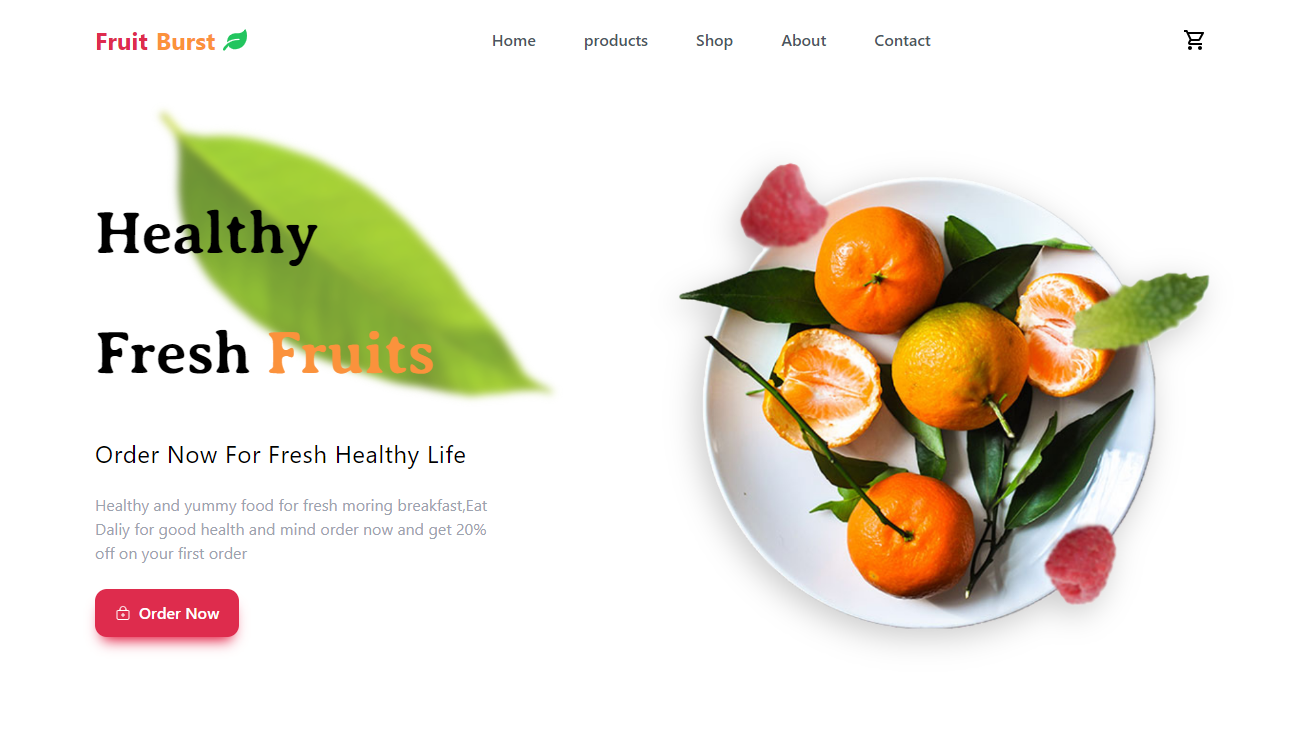 Fruit Burst
Home products Shop About Contact
Healthy
Fresh Fruits
Order Now For Fresh Healthy Life
Healthy and yummy food for fresh moring breakfast,Eat
Daliy for good health and mind order now and get 20%
off on your first order
Order Now